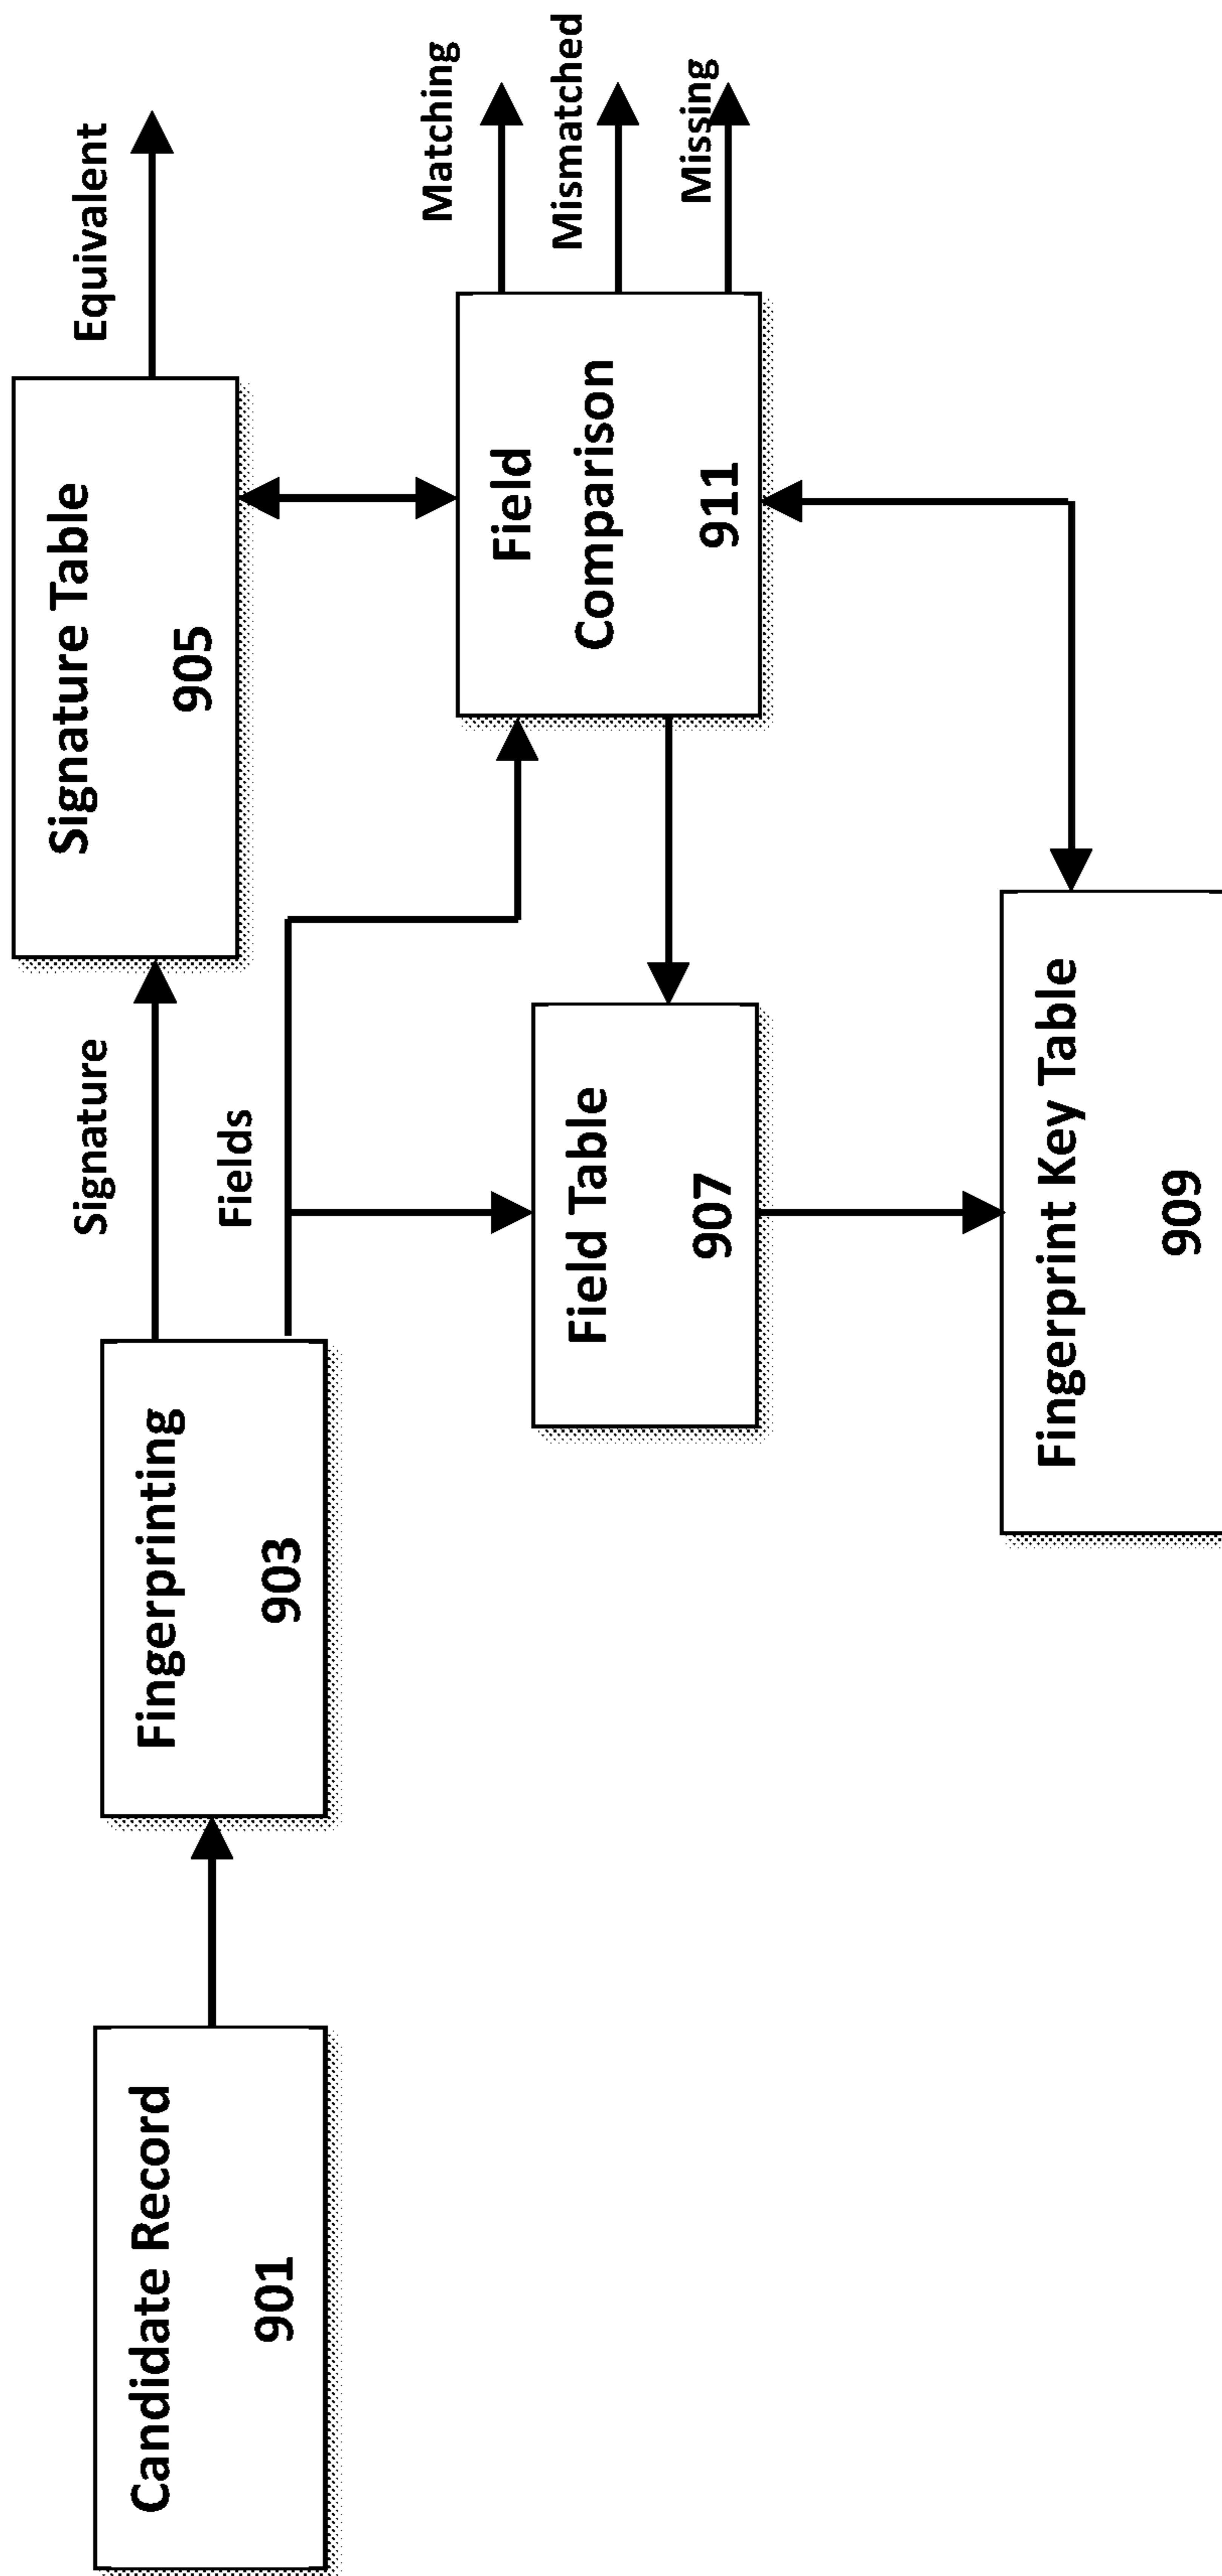 Candidate Record
901
Fingerprinting
903
Signature
Fields
Signature Table
905
Equivalent
Field Table
907
Field
Comparison
911
Matching
Mismatched
Missing
Fingerprint Key Table
909